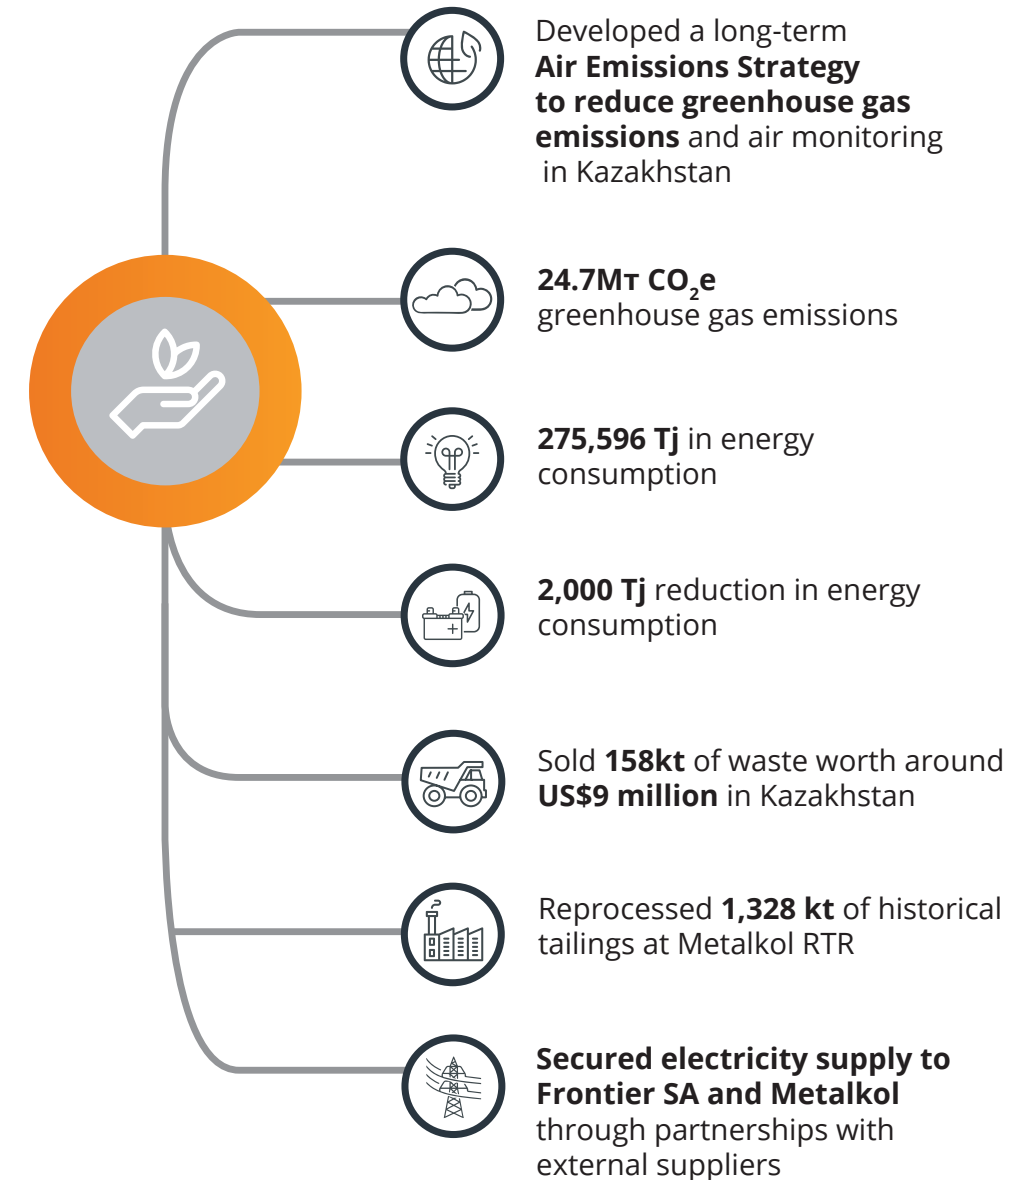 Developed a long-term
Air Emissions Strategy
to reduce greenhouse gas
emissions and air monitoring
in Kazakhstan
24.7Mт CO₂e
greenhouse gas emissions
275,596 Tj in energy
consumption
2,000 Tj reduction in energy
consumption
Sold 158kt of waste worth around
US$9 million in Kazakhstan
Reprocessed 1,328 kt of historical
tailings at Metalkol RTR
Secured electricity supply to
Frontier SA and Metalkol
through partnerships with
external suppliers